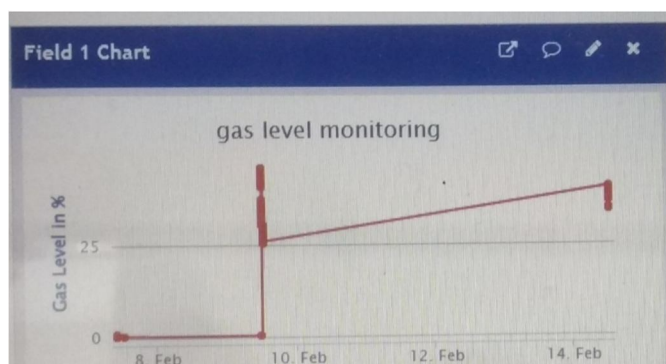 Field 1 Chart
gas level monitoring
Gas Level in %
25
0
8. Feb
10. Feb
12. Feb
14. Feb